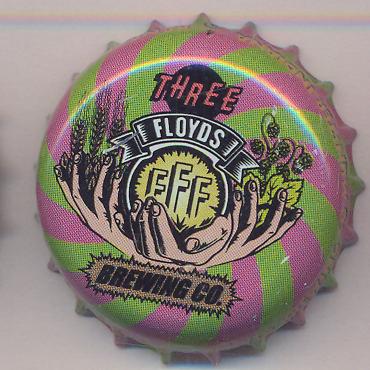 THREE
FLOYDS
FFF
BREWING CO.